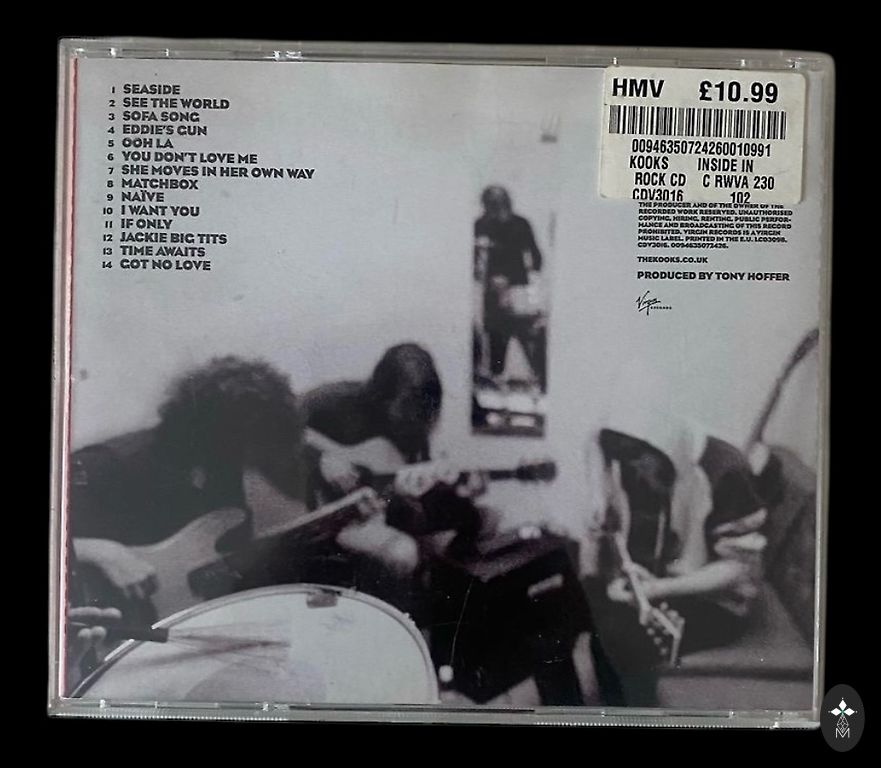 1 SEASIDE
2 SEE THE WORLD
3 SOFA SONG
4 EDDIE'S GUN
5 OOH LA
6 YOU DON'T LOVE ME
7 SHE MOVES IN HER OWN WAY
8 MATCHBOX
9 NAÏVE
10 I WANT YOU
11 IF ONLY
12 JACKIE BIG TITS
13 TIME AWAITS
14 GOT NO LOVE
HMV £10.99
00946350724260010991
KOOKS INSIDE IN
ROCK CD C RWVA 230
CDV3016 102
THE PRODUCER AND OF THE OWNER OF THE
RECORDED WORK RESERVED. UNAUTHORISED
COPYING, HIRING, RENTING, PUBLIC PERFOR-
MANCE AND BROADCASTING OF THIS RECORD
PROHIBITED. VIRGIN RECORDS IS A VIRGIN
MUSIC LABEL. PRINTED IN THE E.U. LC03098.
CDV3016. 0094635072426.
THEKOOKS.CO.UK
PRODUCED BY TONY HOFFER
Virgin
RECORDS
M